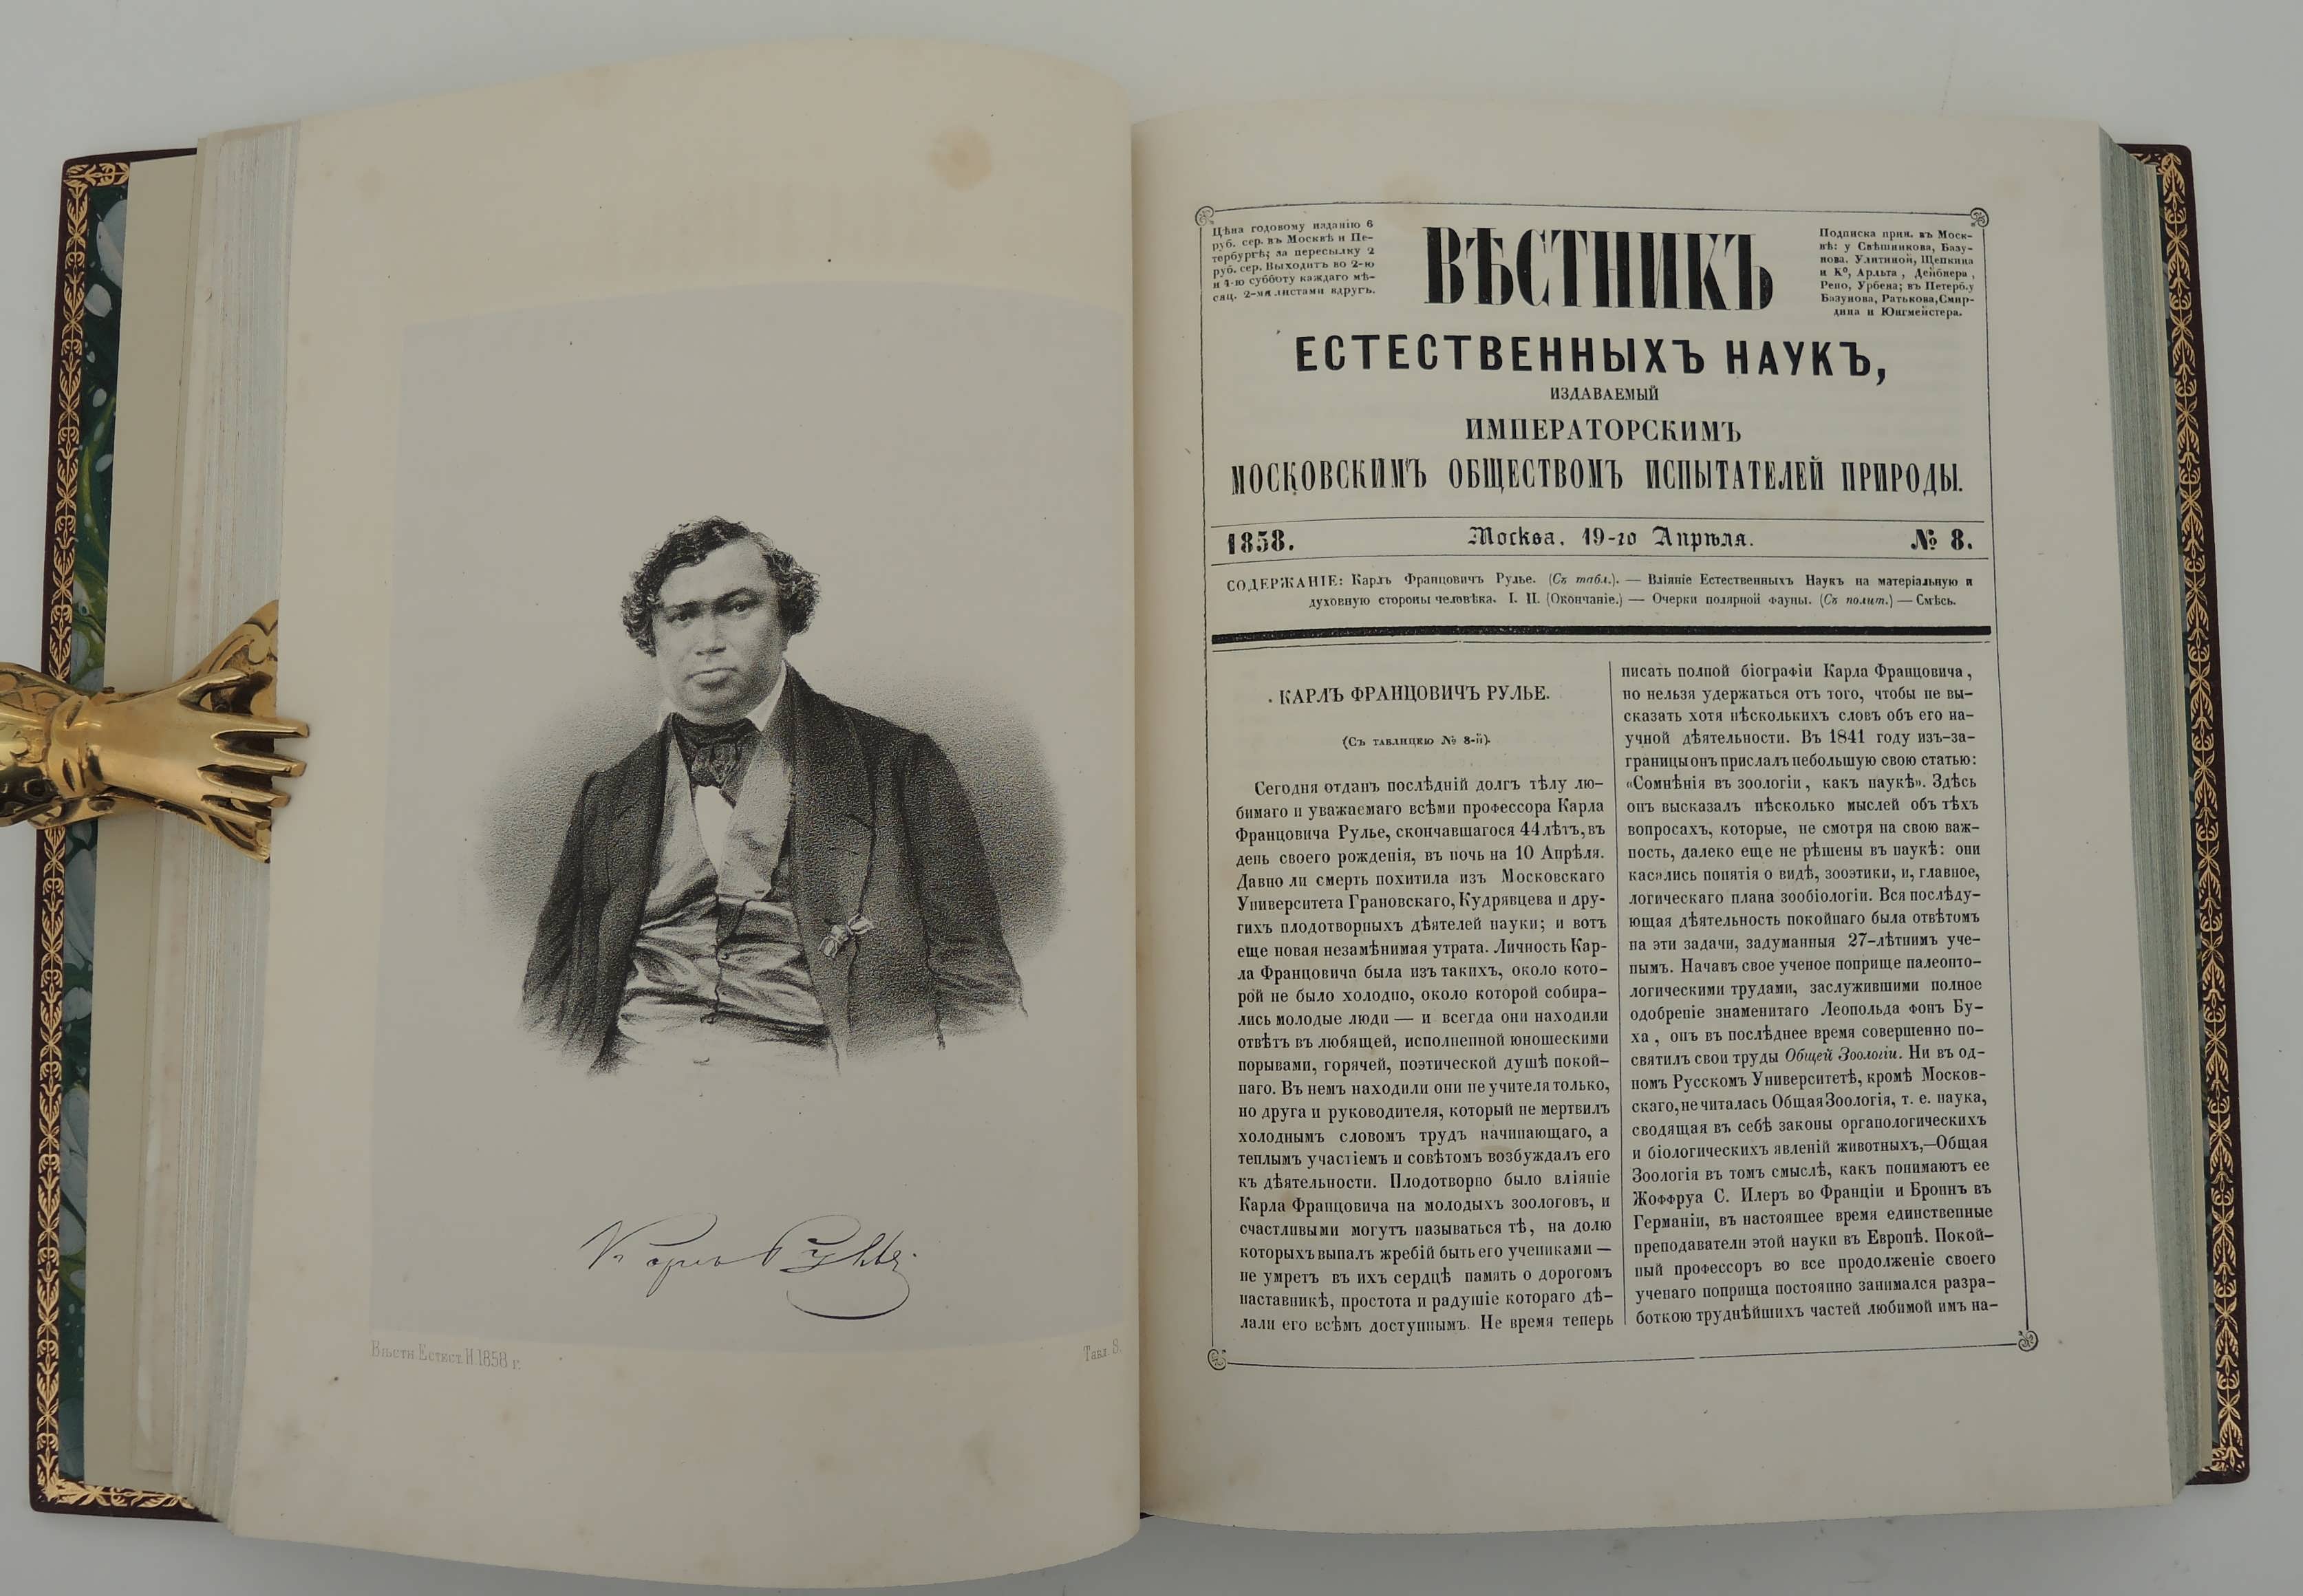 Карлъ Рулье.
Вѣстн. Естест. Н. 1858 г.
Табл. 8.
Цѣна годовому изданію 6
руб. сер. въ Москвѣ и Пе-
тербургѣ; за пересылку 2
руб. сер. Выходитъ во 2-ю
и 4-ю субботу каждаго мѣ-
сяц. 2-мя листами вдругъ.
ВѢСТНИКЪ
Подписка прин. въ Моск-
вѣ: у Свѣшникова, Базу-
нова, Улитиной, Щепкина
и К⁰, Арльта, Дейбнера,
Рено, Урбена; въ Петерб. у
Базунова, Ратькова, Смир-
дина и Юнгмейстера.
ЕСТЕСТВЕННЫХЪ НАУКЪ,
ИЗДАВАЕМЫЙ
ИМПЕРАТОРСКИМЪ
МОСКОВСКИМЪ ОБЩЕСТВОМЪ ИСПЫТАТЕЛЕЙ ПРИРОДЫ.
1858. Москва, 19-го Апрѣля. № 8.
СОДЕРЖАНІЕ: Карлъ Францовичъ Рулье. (Съ табл.). — Вліяніе Естественныхъ Наукъ на матеріальную и
духовную стороны человѣка. I. II. (Окончаніе.) — Очерки полярной фауны. (Съ полит.) — Смѣсь.
КАРЛЪ ФРАНЦОВИЧЪ РУЛЬЕ.
(Съ таблицею № 8-й).
Сегодня отданъ послѣдній долгъ тѣлу лю-
бимаго и уважаемаго всѣми профессора Карла
Францовича Рулье, скончавшагося 44 лѣтъ, въ
день своего рожденія, въ ночь на 10 Апрѣля.
Давно ли смерть похитила изъ Московскаго
Университета Грановскаго, Кудрявцева и дру-
гихъ плодотворныхъ дѣятелей науки; и вотъ
еще новая незамѣнимая утрата. Личность Кар-
ла Францовича была изъ такихъ, около кото-
рой не было холодно, около которой собира-
лись молодые люди — и всегда они находили
отвѣтъ въ любящей, исполненной юношескими
порывами, горячей, поэтической душѣ покой-
наго. Въ немъ находили они не учителя только,
но друга и руководителя, который не мертвилъ
холоднымъ словомъ трудъ начинающаго, а
теплымъ участіемъ и совѣтомъ возбуждалъ его
къ дѣятельности. Плодотворно было вліяніе
Карла Францовича на молодыхъ зоологовъ, и
счастливыми могутъ называться тѣ, на долю
которыхъ выпалъ жребій быть его учениками —
не умретъ въ ихъ сердцѣ память о дорогомъ
наставникѣ, простота и радушіе котораго дѣ-
лали его всѣмъ доступнымъ. Не время теперь
писать полной біографіи Карла Францовича,
но нельзя удержаться отъ того, чтобы не вы-
сказать хотя нѣсколькихъ словъ объ его на-
учной дѣятельности. Въ 1841 году изъ-за-
границы онъ прислалъ небольшую свою статью:
«Сомнѣнія въ зоологіи, какъ наукѣ». Здѣсь
онъ высказалъ нѣсколько мыслей объ тѣхъ
вопросахъ, которые, не смотря на свою важ-
ность, далеко еще не рѣшены въ наукѣ: они
касались понятія о видѣ, зооэтики, и, главное,
логическаго плана зообіологіи. Вся послѣду-
ющая дѣятельность покойнаго была отвѣтомъ
на эти задачи, задуманныя 27-лѣтнимъ уче-
нымъ. Начавъ свое ученое поприще палеонто-
логическими трудами, заслужившими полное
одобреніе знаменитаго Леопольда фонъ Бу-
ха, онъ въ послѣднее время совершенно по-
святилъ свои труды Общей Зоологіи. Ни въ од-
номъ Русскомъ Университетѣ, кромѣ Москов-
скаго, не читалась Общая Зоологія, т. е. наука,
сводящая въ себѣ законы органологическихъ
и біологическихъ явленій животныхъ,—Общая
Зоологія въ томъ смыслѣ, какъ понимаютъ ее
Жоффруа С. Илеръ во Франціи и Броннъ въ
Германіи, въ настоящее время единственные
преподаватели этой науки въ Европѣ. Покой-
ный профессоръ во все продолженіе своего
ученаго поприща постоянно занимался разра-
боткою труднѣйшихъ частей любимой имъ на-